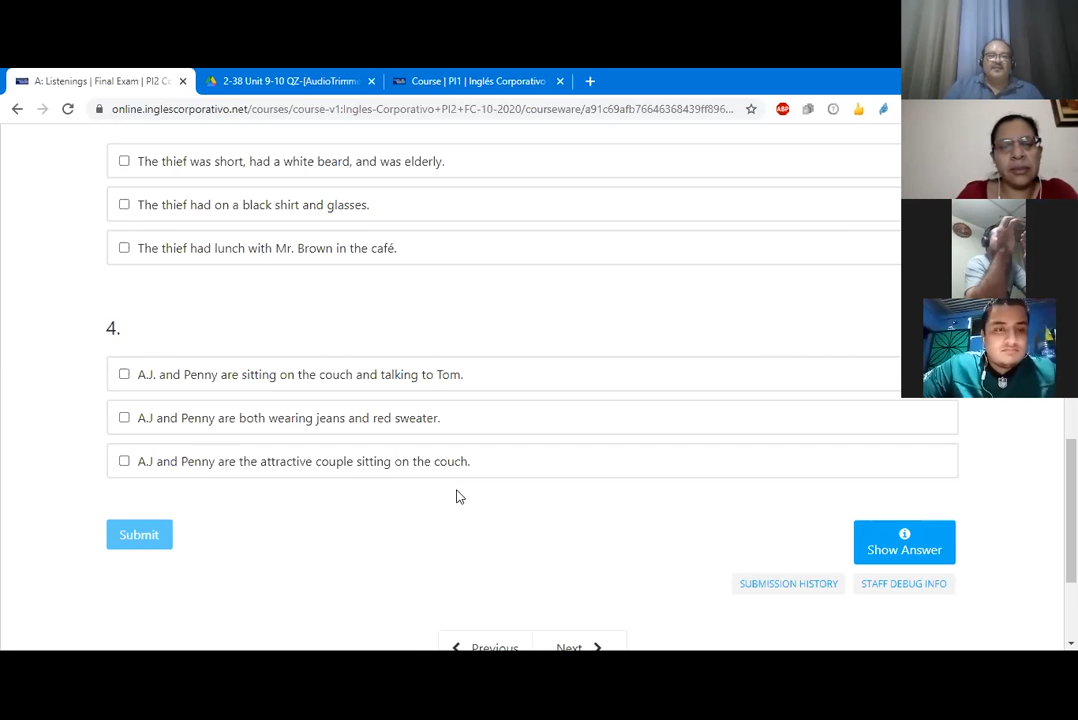 A: Listenings | Final Exam | PI2 Co
2-38 Unit 9-10 QZ-[AudioTrimme
Course | PI1 | Inglés Corporativo
online.inglescorporativo.net/courses/course-v1:Ingles-Corporativo+PI2+FC-10-2020/courseware/a91c69afb76646368439ff896...
ABP
The thief was short, had a white beard, and was elderly.
The thief had on a black shirt and glasses.
The thief had lunch with Mr. Brown in the café.
4.
A.J. and Penny are sitting on the couch and talking to Tom.
A.J and Penny are both wearing jeans and red sweater.
A.J and Penny are the attractive couple sitting on the couch.
Submit
Show Answer
SUBMISSION HISTORY
STAFF DEBUG INFO
Previous
Next